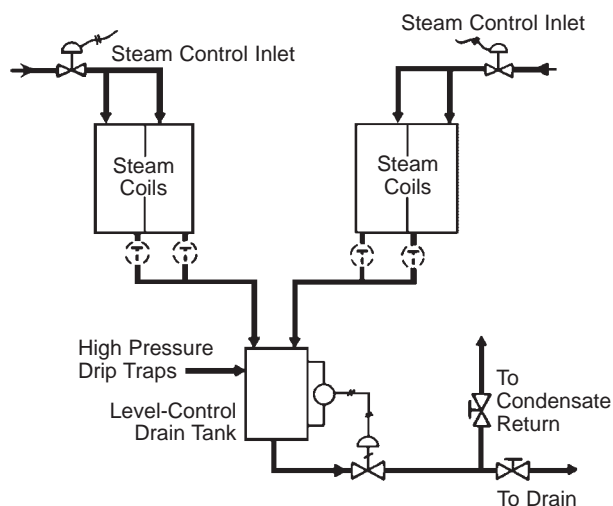 Steam Control Inlet
Steam Control Inlet
Steam
Coils
Steam
Coils
T
T
T
T
High Pressure
Drip Traps
Level-Control
Drain Tank
To
Condensate
Return
To Drain